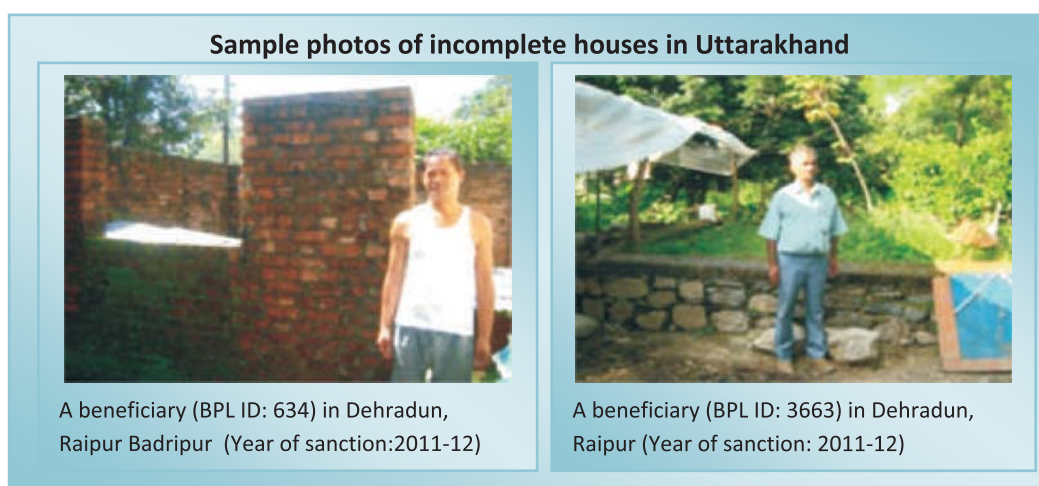 Sample photos of incomplete houses in Uttarakhand
A beneficiary (BPL ID: 634) in Dehradun,
Raipur Badripur (Year of sanction:2011-12)
A beneficiary (BPL ID: 3663) in Dehradun,
Raipur (Year of sanction: 2011-12)